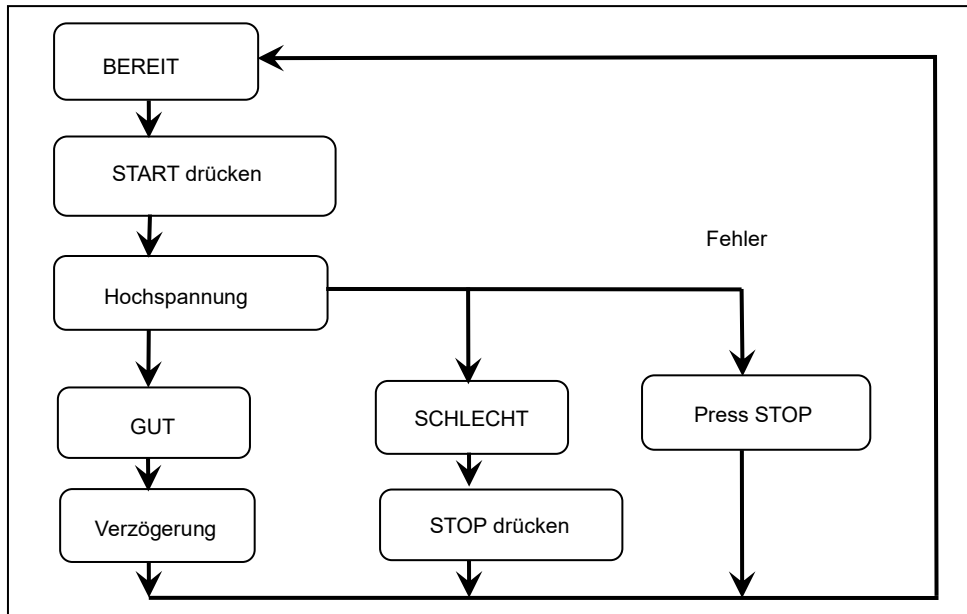 BEREIT
START drücken
Fehler
Hochspannung
GUT
SCHLECHT
Press STOP
Verzögerung
STOP drücken